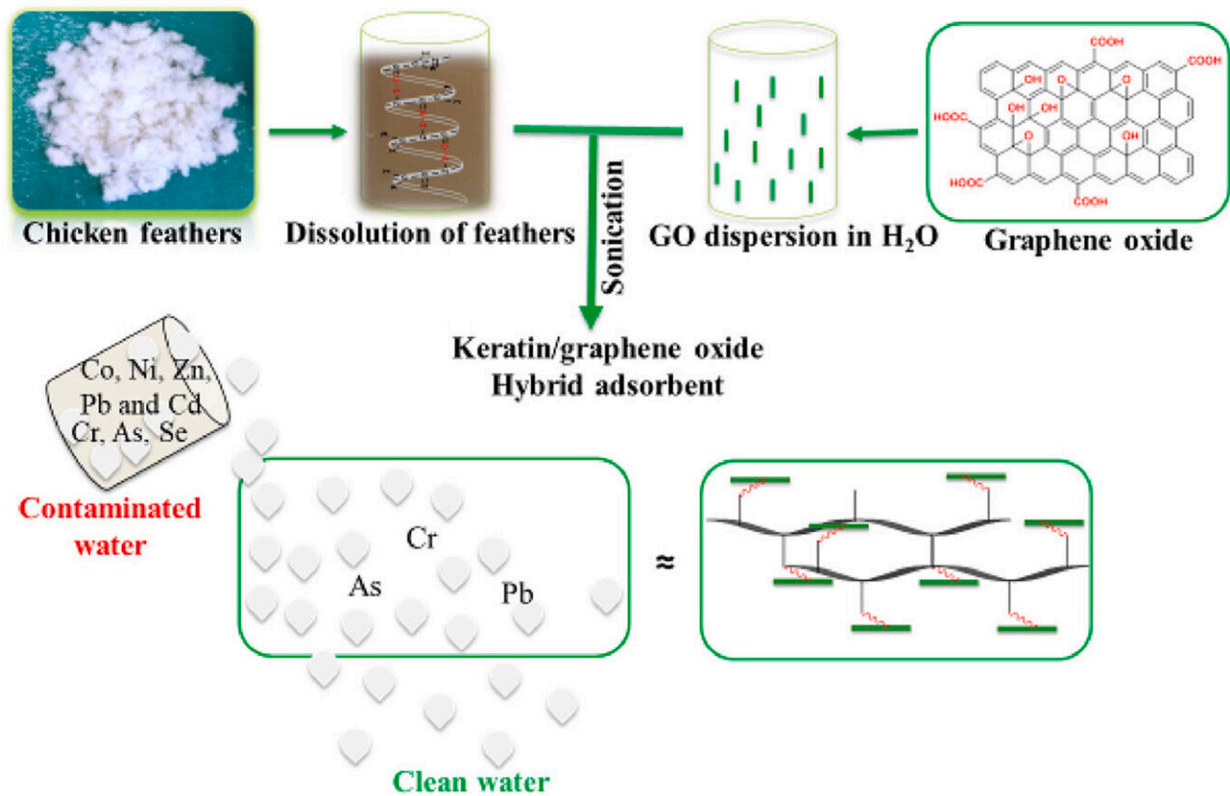 COOH
COOH
OH
O
O
OH
OH
HOOC
O
OH
HOOC
COOH
Chicken feathers
Dissolution of feathers
GO dispersion in H₂O
Graphene oxide
Sonication
Keratin/graphene oxide
Hybrid adsorbent
Co, Ni, Zn,
Pb and Cd
Cr, As, Se
Contaminated
water
Cr
As
Pb
≈
Clean water